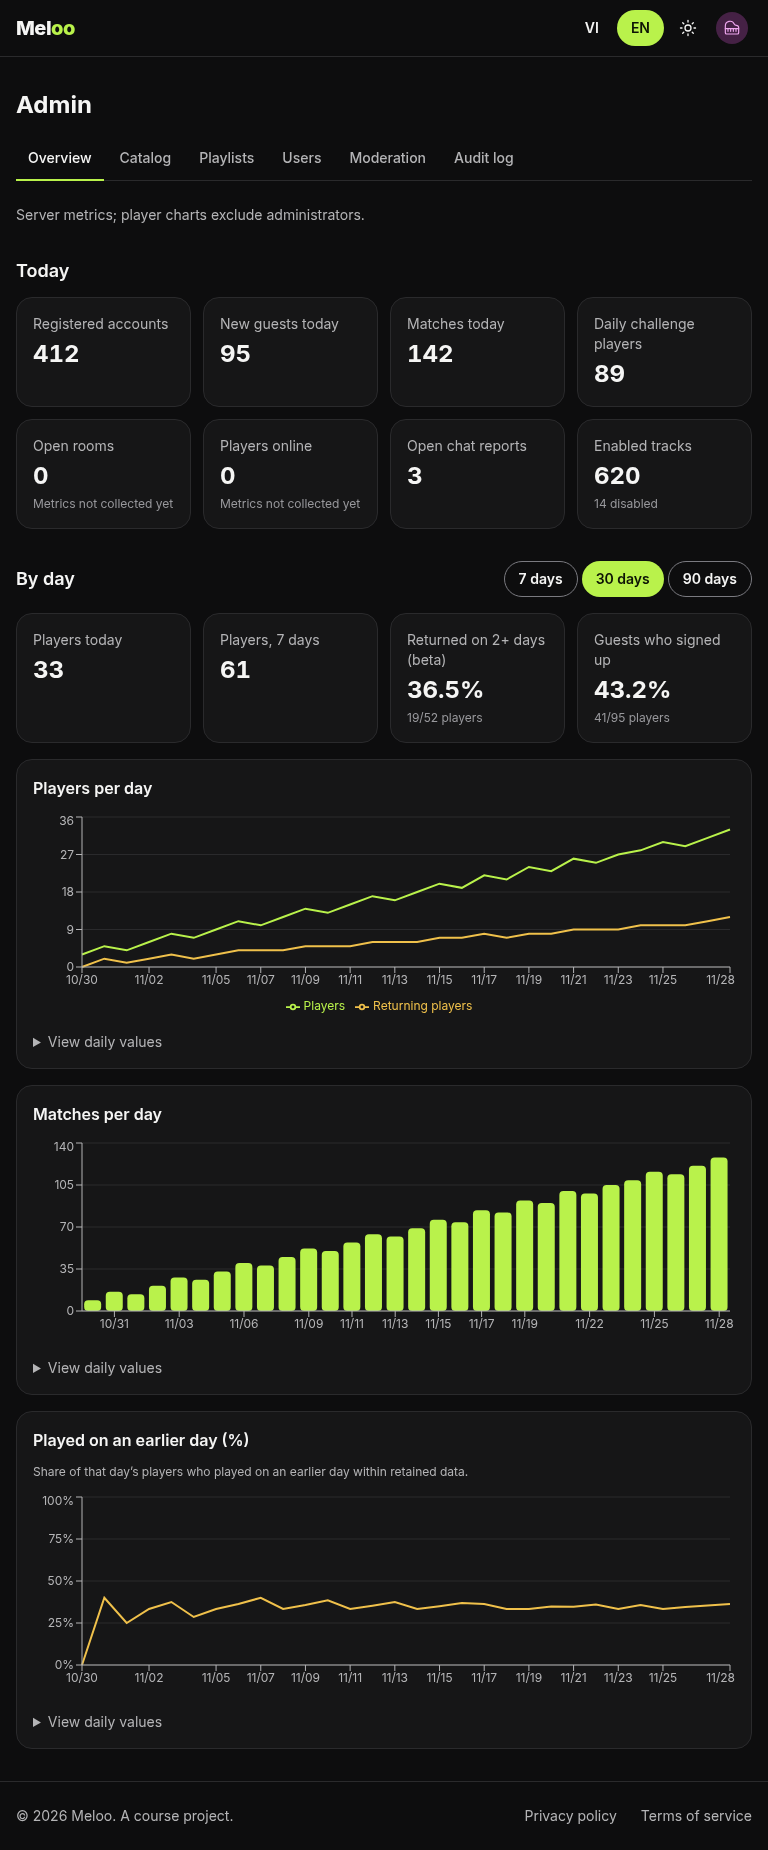 Meloo
VI
EN
Admin
Overview
Catalog
Playlists
Users
Moderation
Audit log
Server metrics; player charts exclude administrators.
Today
Registered accounts
412
New guests today
95
Matches today
142
Daily challenge
players
89
Open rooms
0
Metrics not collected yet
Players online
0
Metrics not collected yet
Open chat reports
3
Enabled tracks
620
14 disabled
By day
7 days
30 days
90 days
Players today
33
Players, 7 days
61
Returned on 2+ days
(beta)
36.5%
19/52 players
Guests who signed
up
43.2%
41/95 players
Players per day
36
27
18
9
0
10/30 11/02 11/05 11/07 11/09 11/11 11/13 11/15 11/17 11/19 11/21 11/23 11/25 11/28
Players Returning players
View daily values
Matches per day
140
105
70
35
0
10/31 11/03 11/06 11/09 11/11 11/13 11/15 11/17 11/19 11/22 11/25 11/28
View daily values
Played on an earlier day (%)
Share of that day’s players who played on an earlier day within retained data.
100%
75%
50%
25%
0%
10/30 11/02 11/05 11/07 11/09 11/11 11/13 11/15 11/17 11/19 11/21 11/23 11/25 11/28
View daily values
© 2026 Meloo. A course project.
Privacy policy
Terms of service